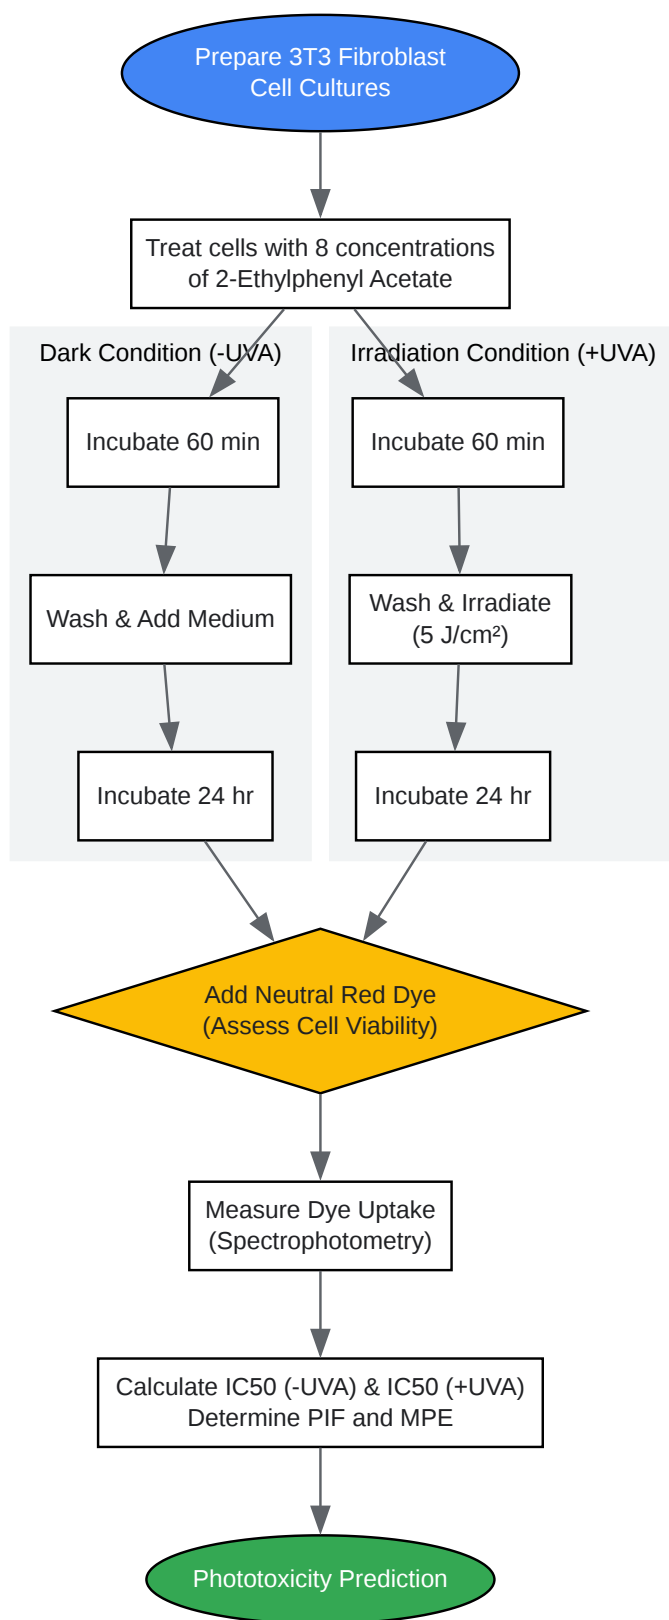 Prepare 3T3 Fibroblast
Cell Cultures
Treat cells with 8 concentrations
of 2-Ethylphenyl Acetate
Dark Condition (-UVA)
Incubate 60 min
Wash & Add Medium
Incubate 24 hr
Irradiation Condition (+UVA)
Incubate 60 min
Wash & Irradiate
(5 J/cm²)
Incubate 24 hr
Add Neutral Red Dye
(Assess Cell Viability)
Measure Dye Uptake
(Spectrophotometry)
Calculate IC50 (-UVA) & IC50 (+UVA)
Determine PIF and MPE
Phototoxicity Prediction